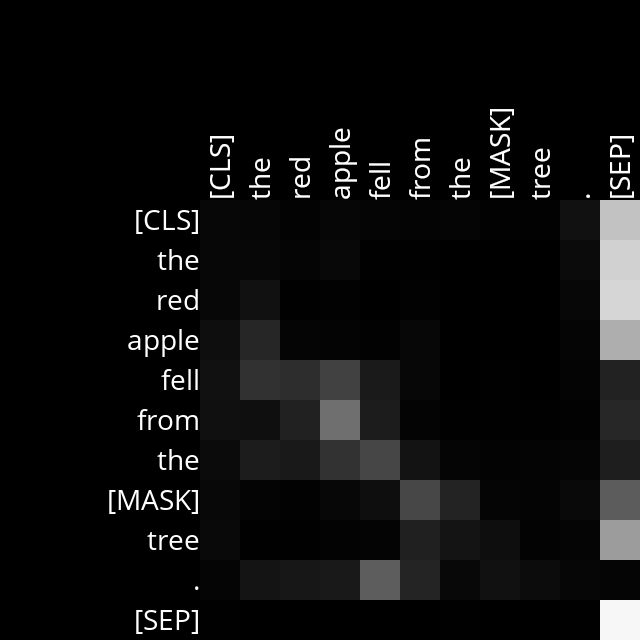 [CLS] the red apple fell from the [MASK] tree . [SEP]
[CLS]
the
red
apple
fell
from
the
[MASK]
tree
.
[SEP]